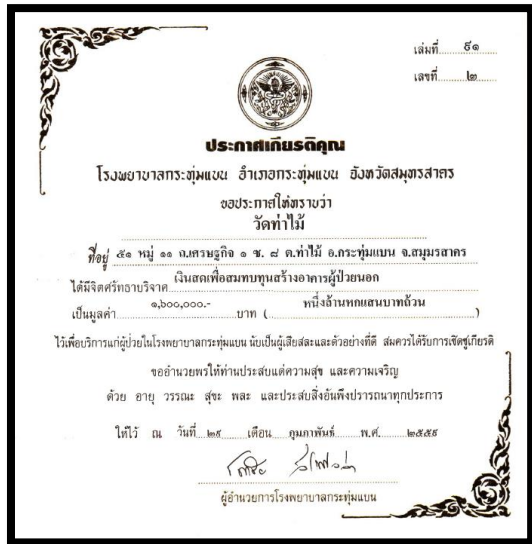 เล่มที่ ๕๑
เลขที่ ๒
ประกาศเกียรติคุณ
โรงพยาบาลกระทุ่มแบน อำเภอกระทุ่มแบน จังหวัดสมุทรสาคร
ขอประกาศให้ทราบว่า
วัดท่าไม้
ที่อยู่ ๕๑ หมู่ ๑๑ ถ.เศรษฐกิจ ๑ ซ. ๘ ต.ท่าไม้ อ.กระทุ่มแบน จ.สมุมรสาคร
ได้มีจิตศรัทธาบริจาค เงินสดเพื่อสมทบทุนสร้างอาคารผู้ป่วยนอก
เป็นมูลค่า ๑,๖๐๐,๐๐๐.- บาท ( หนึ่งล้านหกแสนบาทถ้วน )
ไว้เพื่อบริการแก่ผู้ป่วยในโรงพยาบาลกระทุ่มแบน นับเป็นผู้เสียสละและตัวอย่างที่ดี สมควรได้รับการเชิดชูเกียรติ
ขออำนวยพรให้ท่านประสบแต่ความสุข และความเจริญ
ด้วย อายุ วรรณะ สุขะ พละ และประสบสิ่งอันพึงปรารถนาทุกประการ
ให้ไว้ ณ วันที่ ๒๙ เดือน กุมภาพันธ์ พ.ศ. ๒๕๕๙
ผู้อำนวยการโรงพยาบาลกระทุ่มแบน